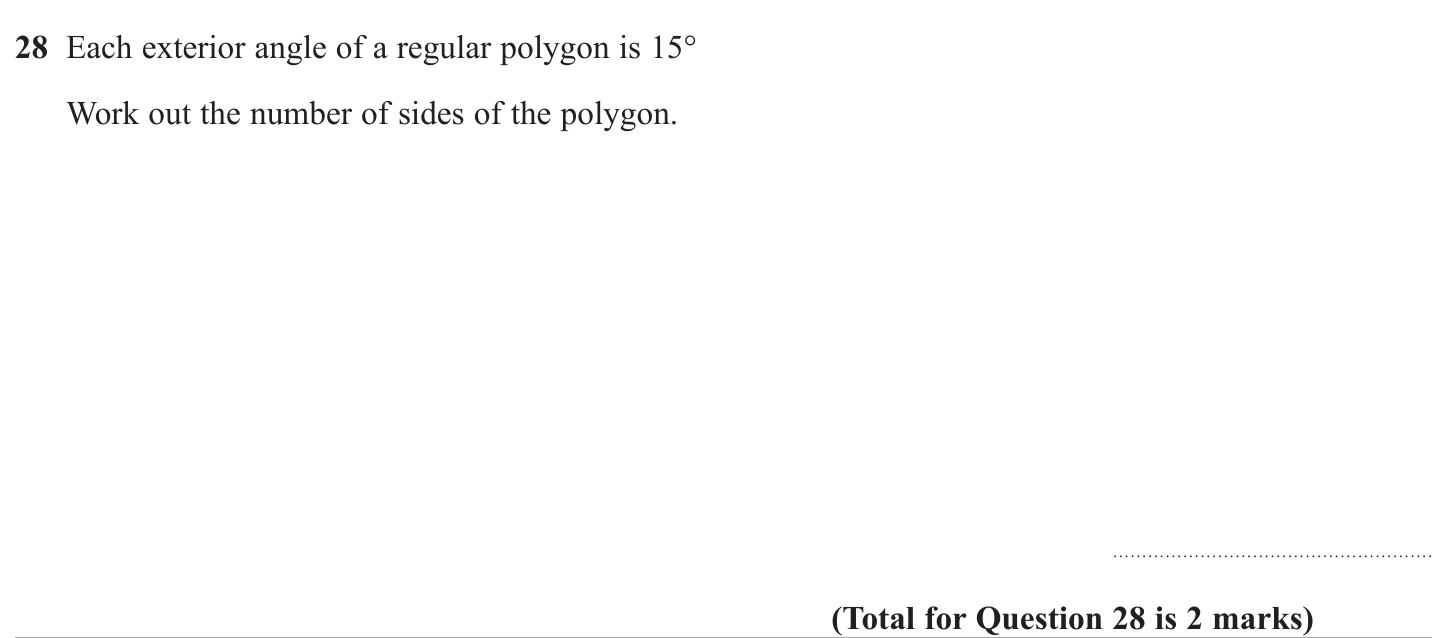 28 Each exterior angle of a regular polygon is 15°
Work out the number of sides of the polygon.
(Total for Question 28 is 2 marks)